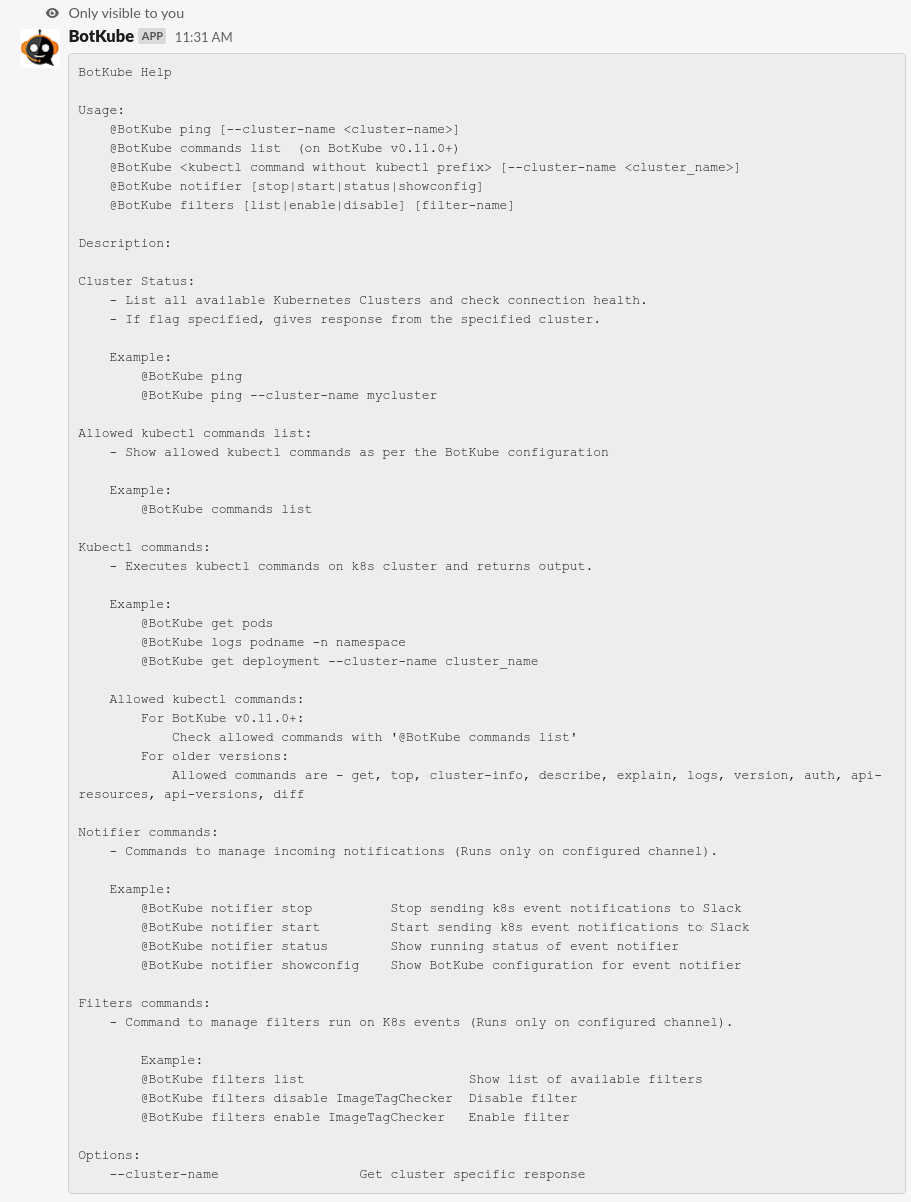 Only visible to you
BotKube APP 11:31 AM
BotKube Help
Usage:
    @BotKube ping [--cluster-name <cluster-name>]
    @BotKube commands list  (on BotKube v0.11.0+)
    @BotKube <kubectl command without kubectl prefix> [--cluster-name <cluster_name>]
    @BotKube notifier [stop|start|status|showconfig]
    @BotKube filters [list|enable|disable] [filter-name]
Description:
Cluster Status:
    - List all available Kubernetes Clusters and check connection health.
    - If flag specified, gives response from the specified cluster.
    Example:
        @BotKube ping
        @BotKube ping --cluster-name mycluster
Allowed kubectl commands list:
    - Show allowed kubectl commands as per the BotKube configuration
    Example:
        @BotKube commands list
Kubectl commands:
    - Executes kubectl commands on k8s cluster and returns output.
    Example:
        @BotKube get pods
        @BotKube logs podname -n namespace
        @BotKube get deployment --cluster-name cluster_name
    Allowed kubectl commands:
        For BotKube v0.11.0+:
            Check allowed commands with '@BotKube commands list'
        For older versions:
            Allowed commands are - get, top, cluster-info, describe, explain, logs, version, auth, api-
resources, api-versions, diff
Notifier commands:
    - Commands to manage incoming notifications (Runs only on configured channel).
    Example:
        @BotKube notifier stop          Stop sending k8s event notifications to Slack
        @BotKube notifier start         Start sending k8s event notifications to Slack
        @BotKube notifier status        Show running status of event notifier
        @BotKube notifier showconfig    Show BotKube configuration for event notifier
Filters commands:
    - Command to manage filters run on K8s events (Runs only on configured channel).
        Example:
        @BotKube filters list                     Show list of available filters
        @BotKube filters disable ImageTagChecker  Disable filter
        @BotKube filters enable ImageTagChecker   Enable filter
Options:
    --cluster-name                  Get cluster specific response